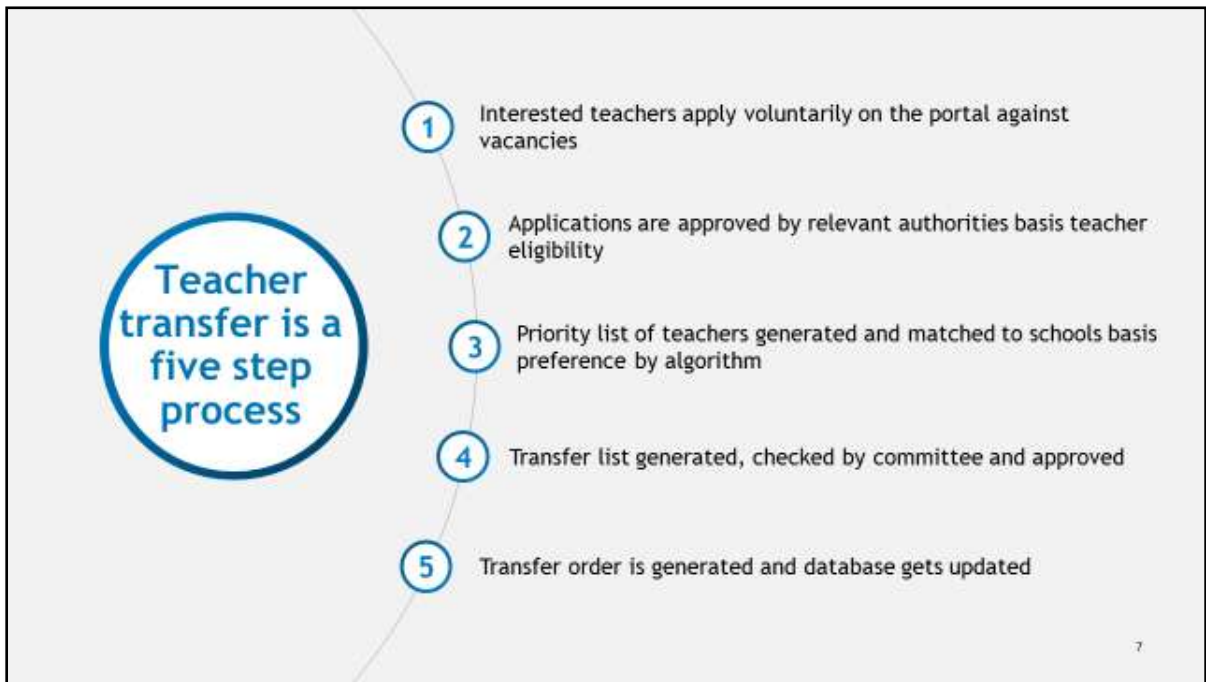 Teacher
transfer is a
five step
process
1
Interested teachers apply voluntarily on the portal against
vacancies
2
Applications are approved by relevant authorities basis teacher
eligibility
3
Priority list of teachers generated and matched to schools basis
preference by algorithm
4
Transfer list generated, checked by committee and approved
5
Transfer order is generated and database gets updated
7